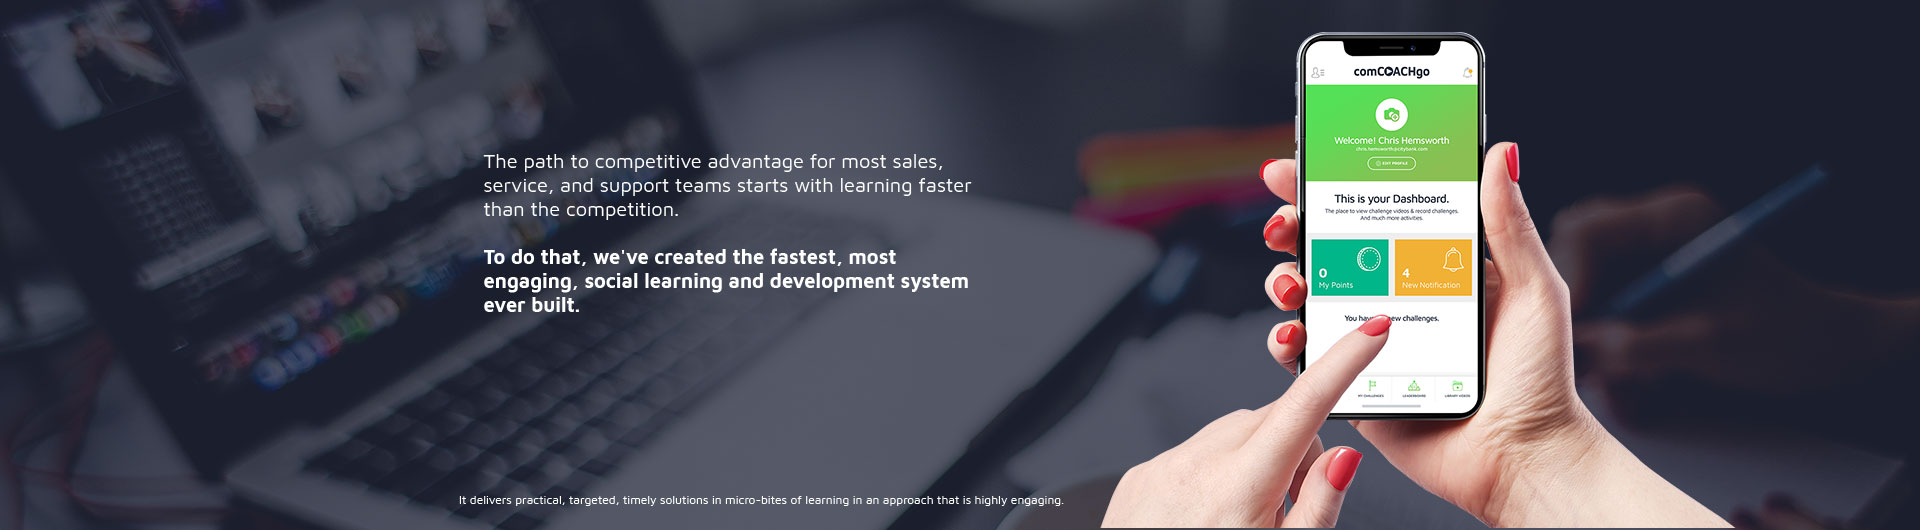 The path to competitive advantage for most sales,
service, and support teams starts with learning faster
than the competition.
To do that, we've created the fastest, most
engaging, social learning and development system
ever built.
It delivers practical, targeted, timely solutions in micro-bites of learning in an approach that is highly engaging.
comCOACHgo
Welcome! Chris Hemsworth
chris.hemsworth@citybank.com
EDIT PROFILE
This is your Dashboard.
The place to view challenge videos & record challenges.
And much more activities.
0
My Points
4
New Notification
You have new challenges.
MY CHALLENGES
LEADERBOARD
LIBRARY VIDEOS